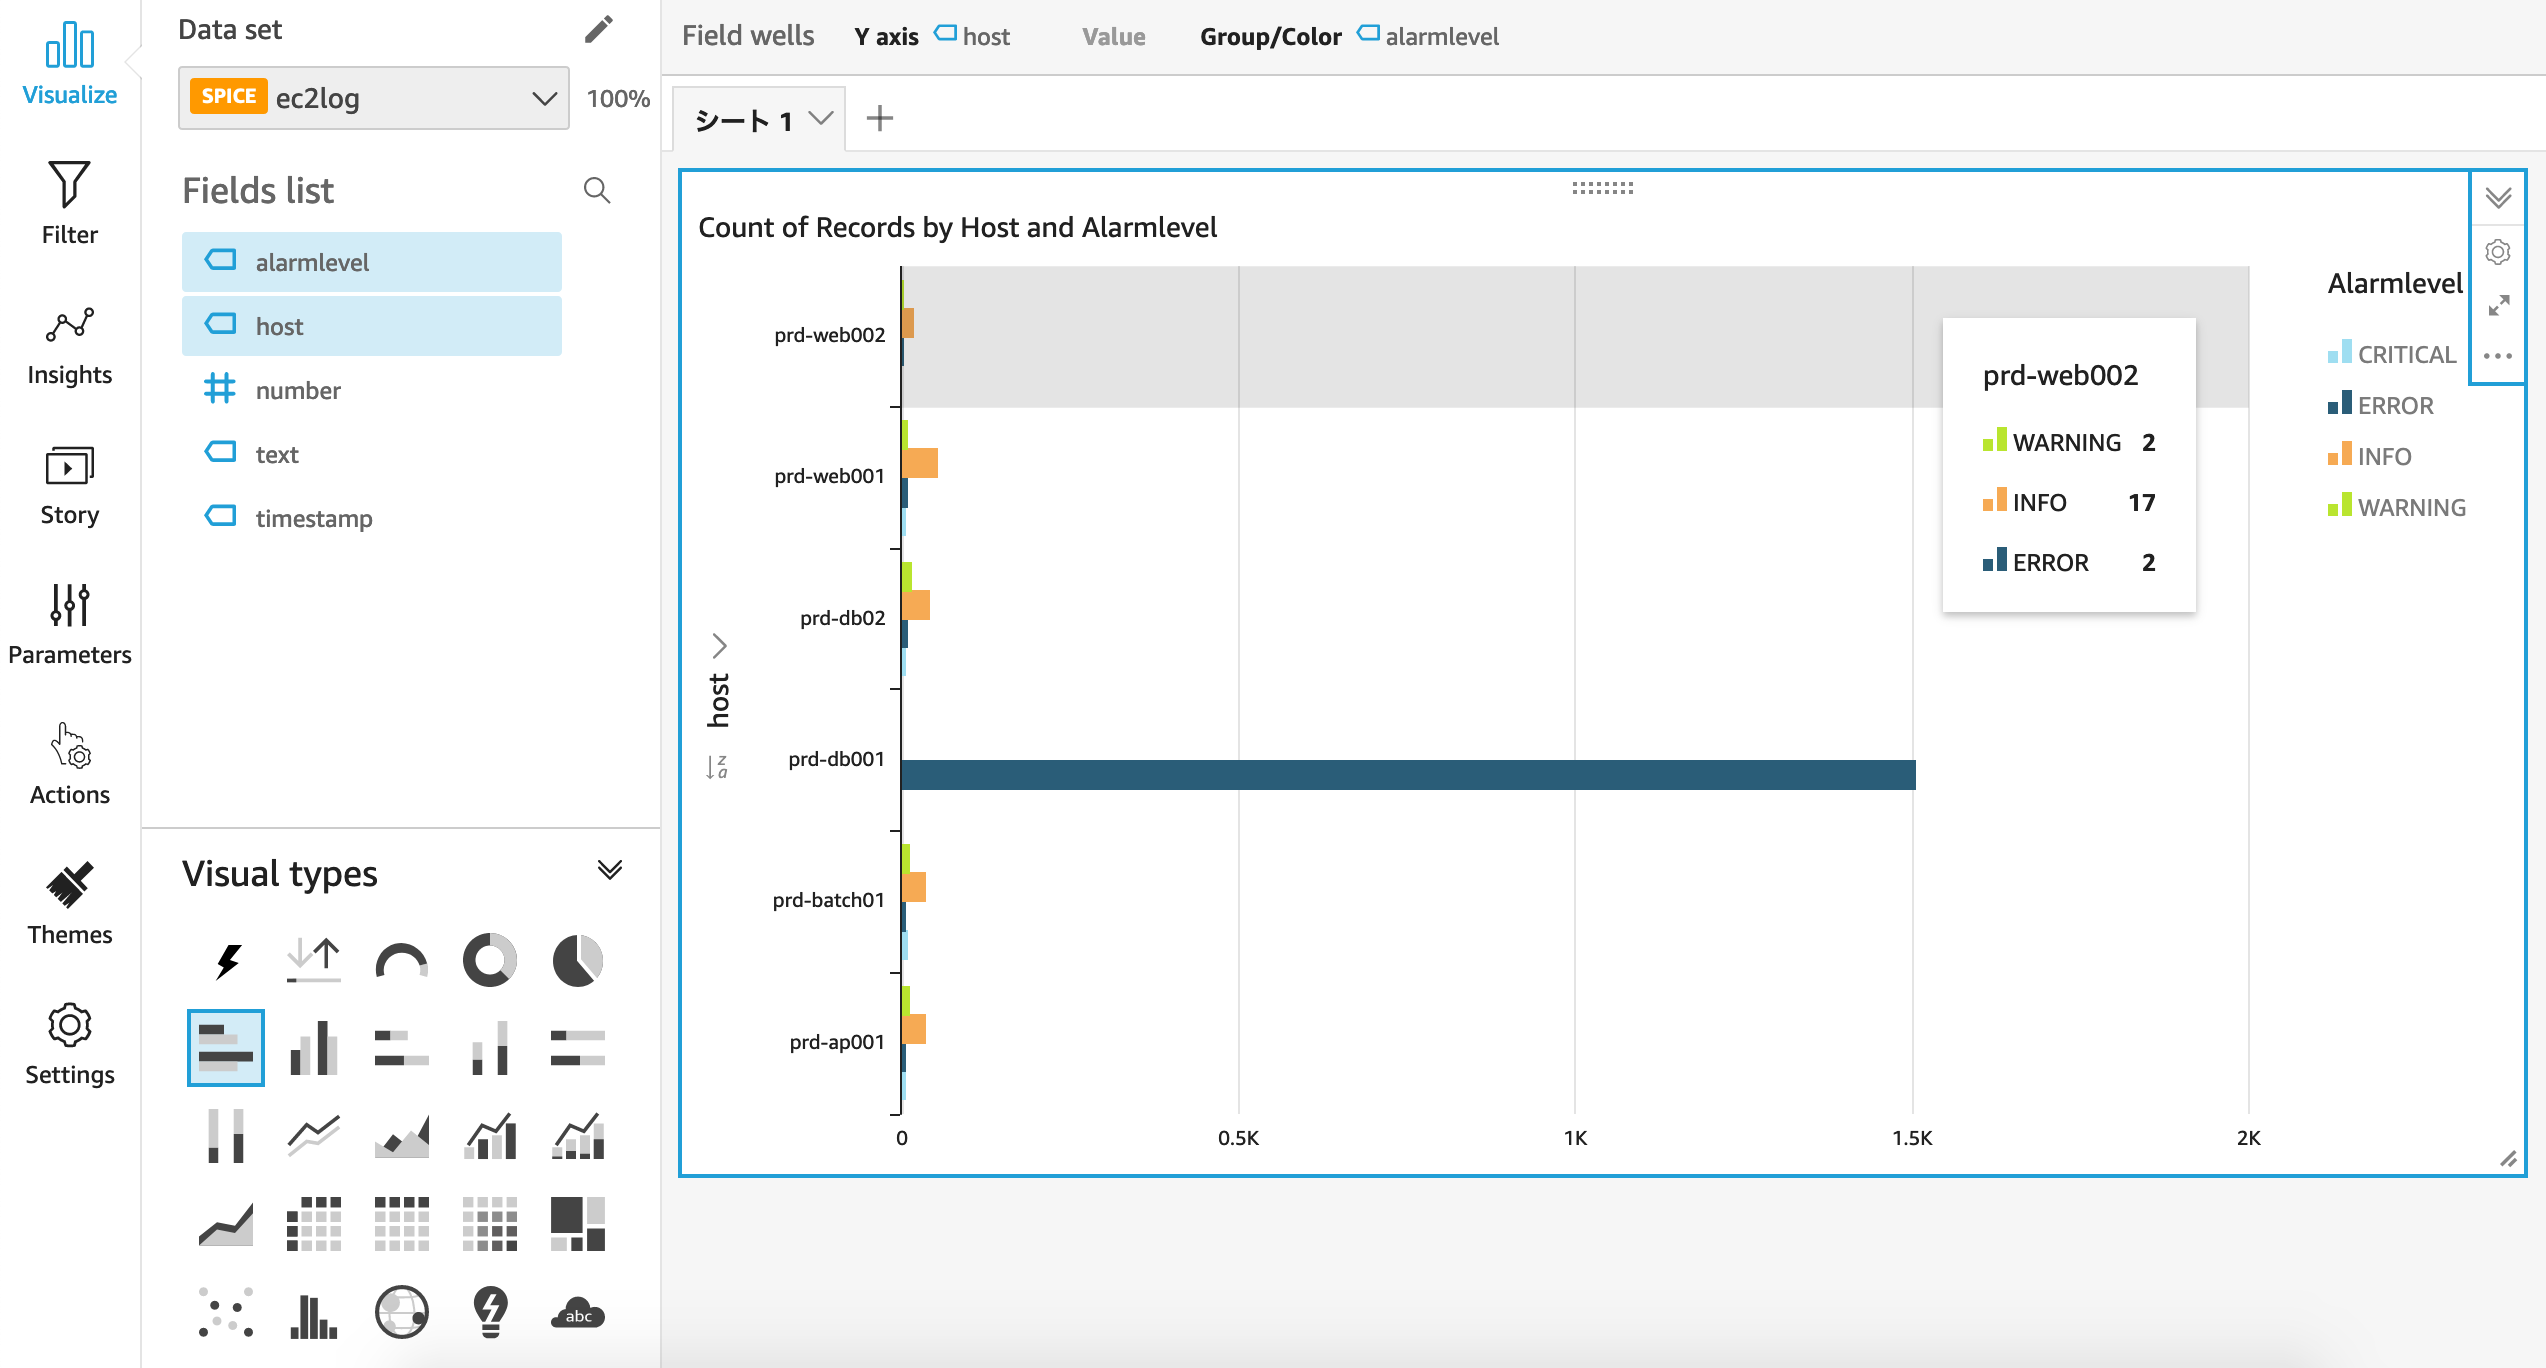 Visualize
Filter
Insights
Story
Parameters
Actions
Themes
Settings
Data set
SPICE ec2log 100%
Fields list
alarmlevel
host
number
text
timestamp
Visual types
abc
Field wells Y axis host Value Group/Color alarmlevel
シート 1
Count of Records by Host and Alarmlevel
host
z
a
prd-web002
prd-web001
prd-db02
prd-db001
prd-batch01
prd-ap001
0 0.5K 1K 1.5K 2K
prd-web002
WARNING 2
INFO 17
ERROR 2
Alarmlevel
CRITICAL
ERROR
INFO
WARNING